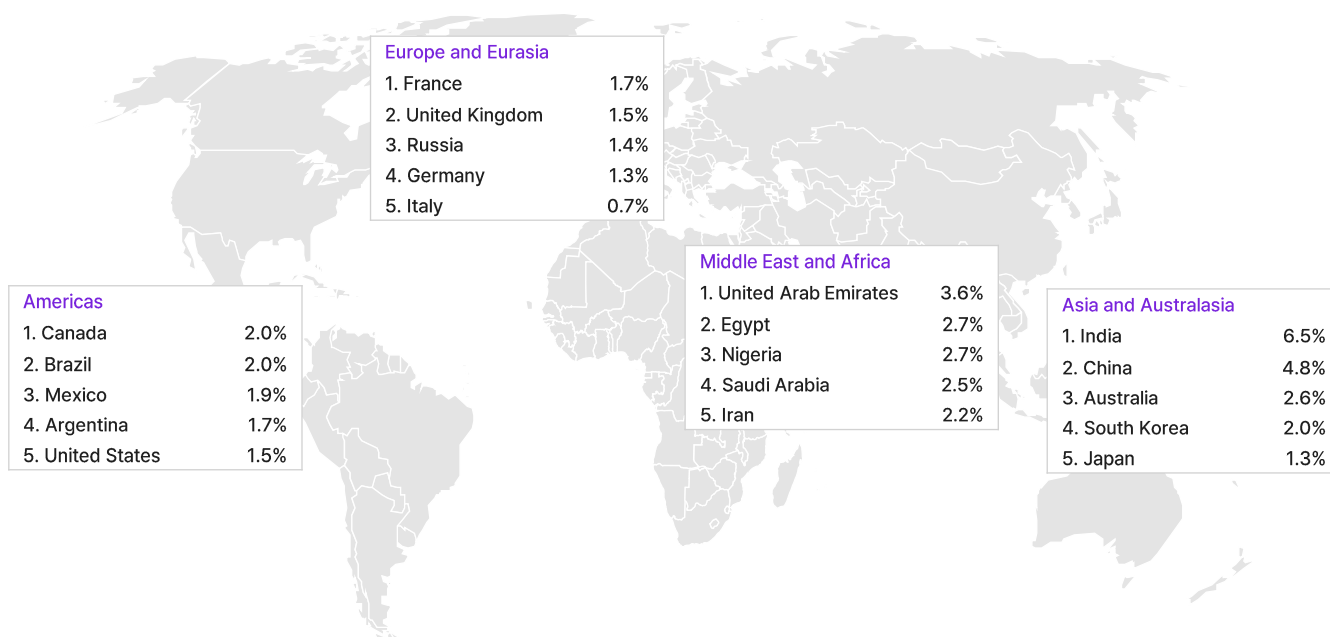 Europe and Eurasia
1. France 1.7%
2. United Kingdom 1.5%
3. Russia 1.4%
4. Germany 1.3%
5. Italy 0.7%
Middle East and Africa
1. United Arab Emirates 3.6%
2. Egypt 2.7%
3. Nigeria 2.7%
4. Saudi Arabia 2.5%
5. Iran 2.2%
Americas
1. Canada 2.0%
2. Brazil 2.0%
3. Mexico 1.9%
4. Argentina 1.7%
5. United States 1.5%
Asia and Australasia
1. India 6.5%
2. China 4.8%
3. Australia 2.6%
4. South Korea 2.0%
5. Japan 1.3%